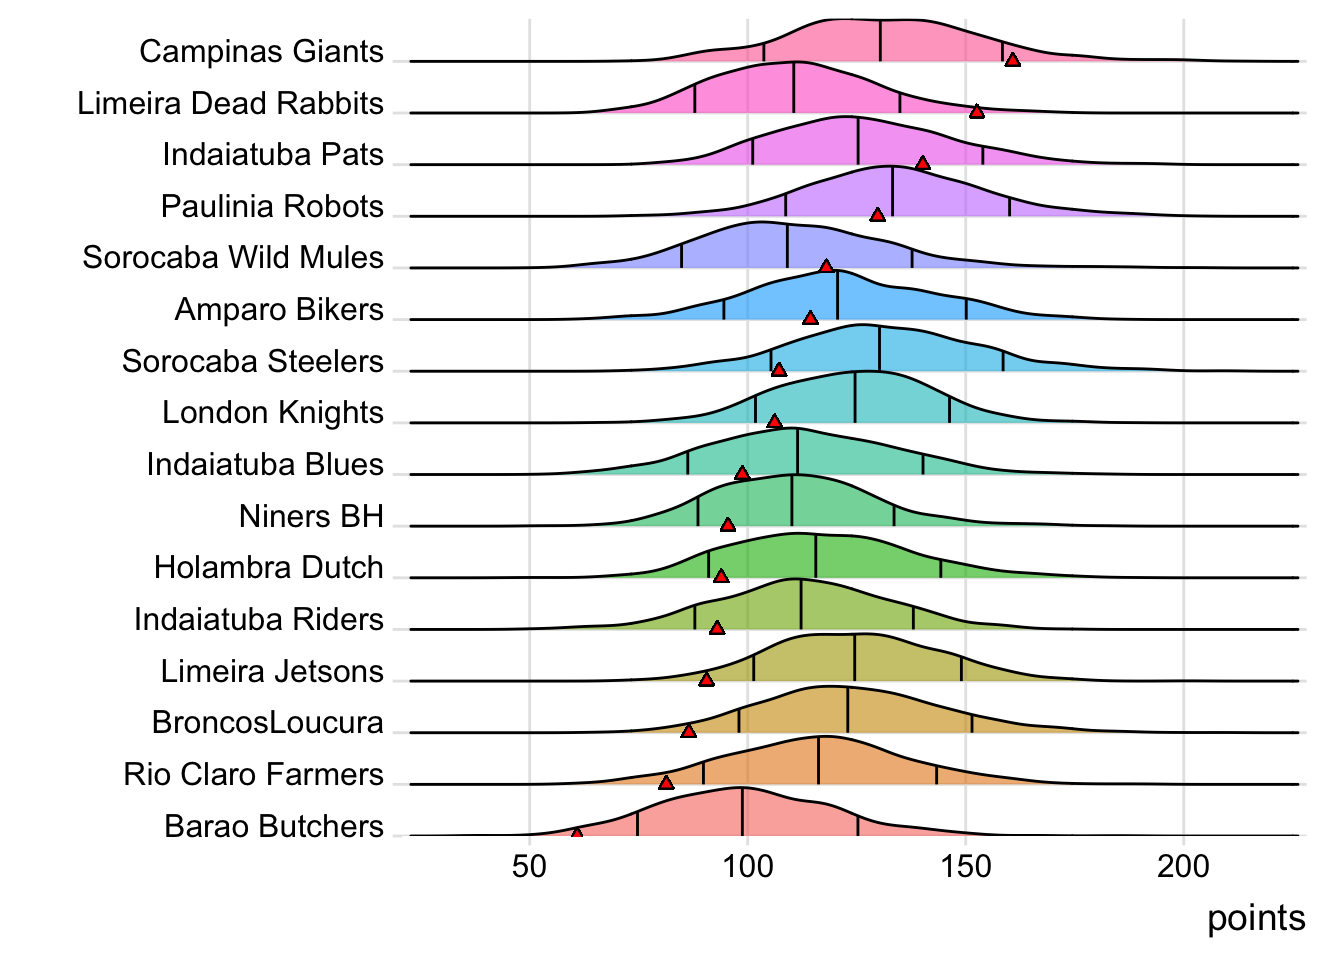 Campinas Giants
Limeira Dead Rabbits
Indaiatuba Pats
Paulinia Robots
Sorocaba Wild Mules
Amparo Bikers
Sorocaba Steelers
London Knights
Indaiatuba Blues
Niners BH
Holambra Dutch
Indaiatuba Riders
Limeira Jetsons
BroncosLoucura
Rio Claro Farmers
Barao Butchers
50 100 150 200
points